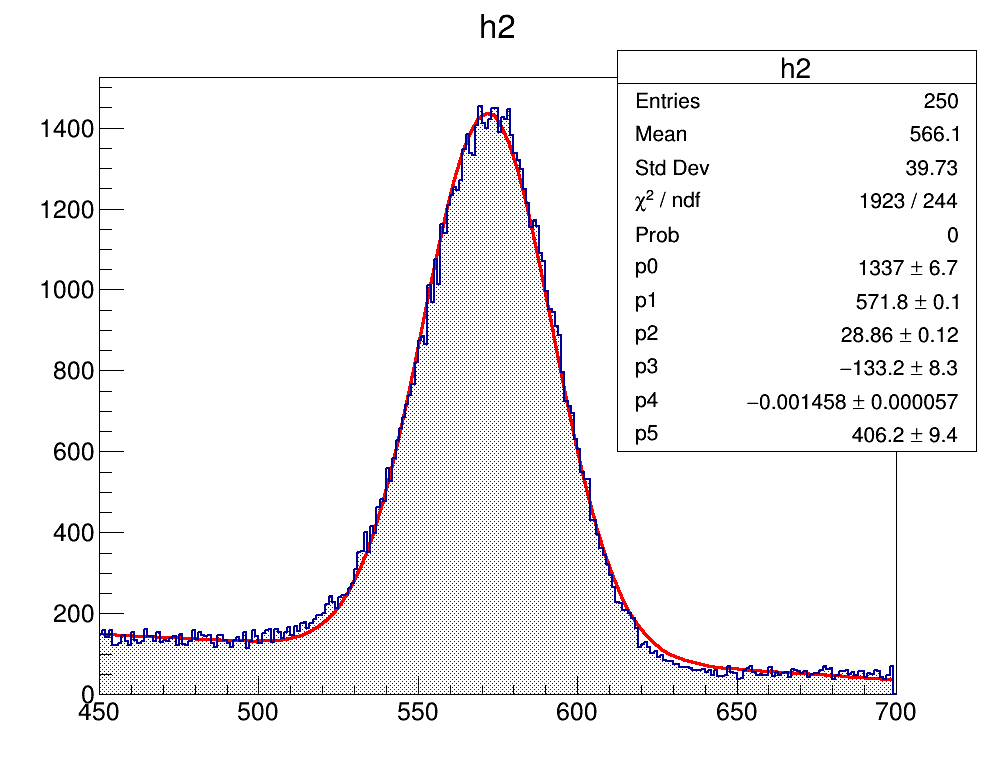 h2
h2
Entries 250
Mean 566.1
Std Dev 39.73
χ² / ndf 1923 / 244
Prob 0
p0 1337 ± 6.7
p1 571.8 ± 0.1
p2 28.86 ± 0.12
p3 −133.2 ± 8.3
p4 −0.001458 ± 0.000057
p5 406.2 ± 9.4
1400
1200
1000
800
600
400
200
0
450 500 550 600 650 700